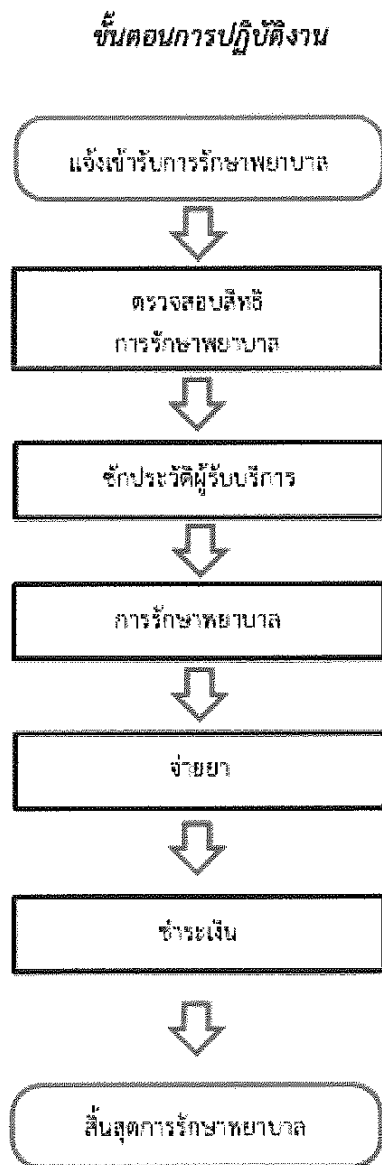 ขั้นตอนการปฏิบัติงาน
แจ้งเข้ารับการรักษาพยาบาล
ตรวจสอบสิทธิ
การรักษาพยาบาล
ซักประวัติผู้รับบริการ
การรักษาพยาบาล
จ่ายยา
ชำระเงิน
สิ้นสุดการรักษาพยาบาล